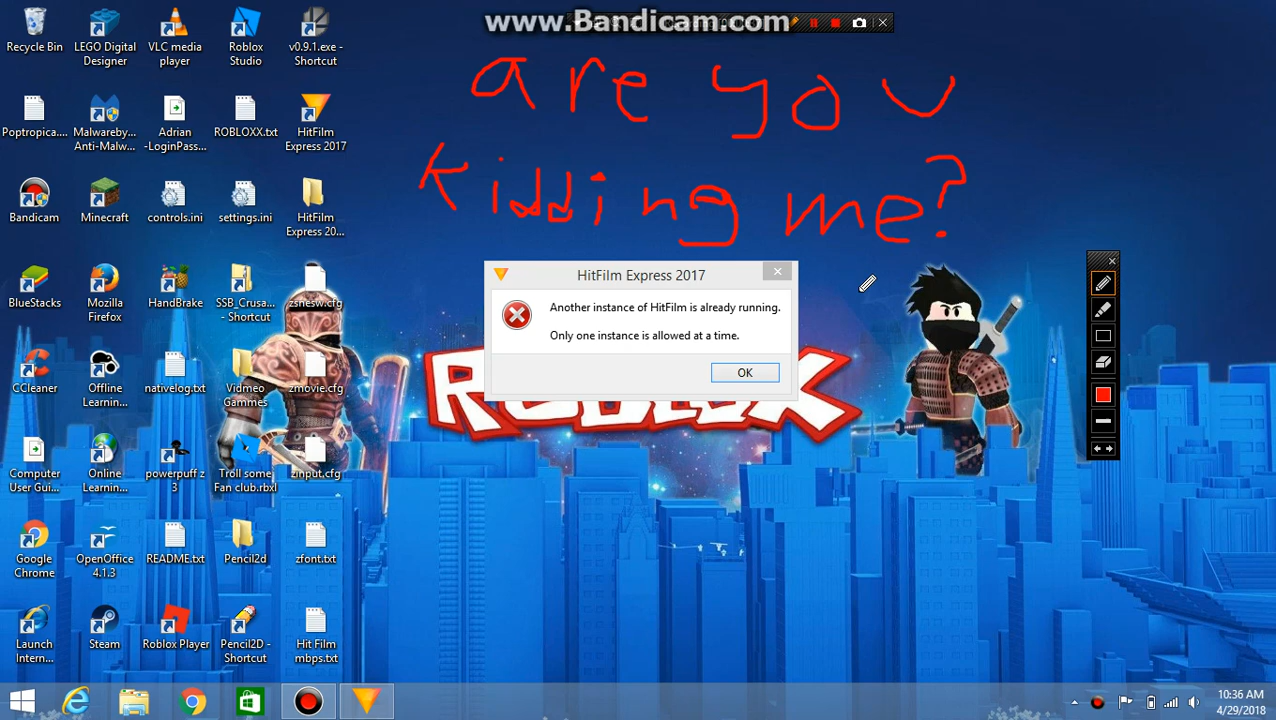 www.Bandicam.com
are you
kidding me?
Recycle Bin
LEGO Digital
Designer
VLC media
player
Roblox
Studio
v0.9.1.exe -
Shortcut
Poptropica....
Malwareby...
Anti-Malw...
Adrian
-LoginPass...
ROBLOXX.txt
HitFilm
Express 2017
Bandicam
Minecraft
controls.ini
settings.ini
HitFilm
Express 20...
BlueStacks
Mozilla
Firefox
HandBrake
SSB_Crusa...
- Shortcut
zsnesw.cfg
CCleaner
Offline
Learnin...
nativelog.txt
Vidmeo
Gammes
zmovie.cfg
Computer
User Gui...
Online
Learnin...
powerpuff z
3
Troll some
Fan club.rbxl
zinput.cfg
Google
Chrome
OpenOffice
4.1.3
README.txt
Pencil2d
zfont.txt
Launch
Intern...
Steam
Roblox Player
Pencil2D -
Shortcut
Hit Film
mbps.txt
HitFilm Express 2017
Another instance of HitFilm is already running.
Only one instance is allowed at a time.
OK
ROBLOX
10:36 AM
4/29/2018